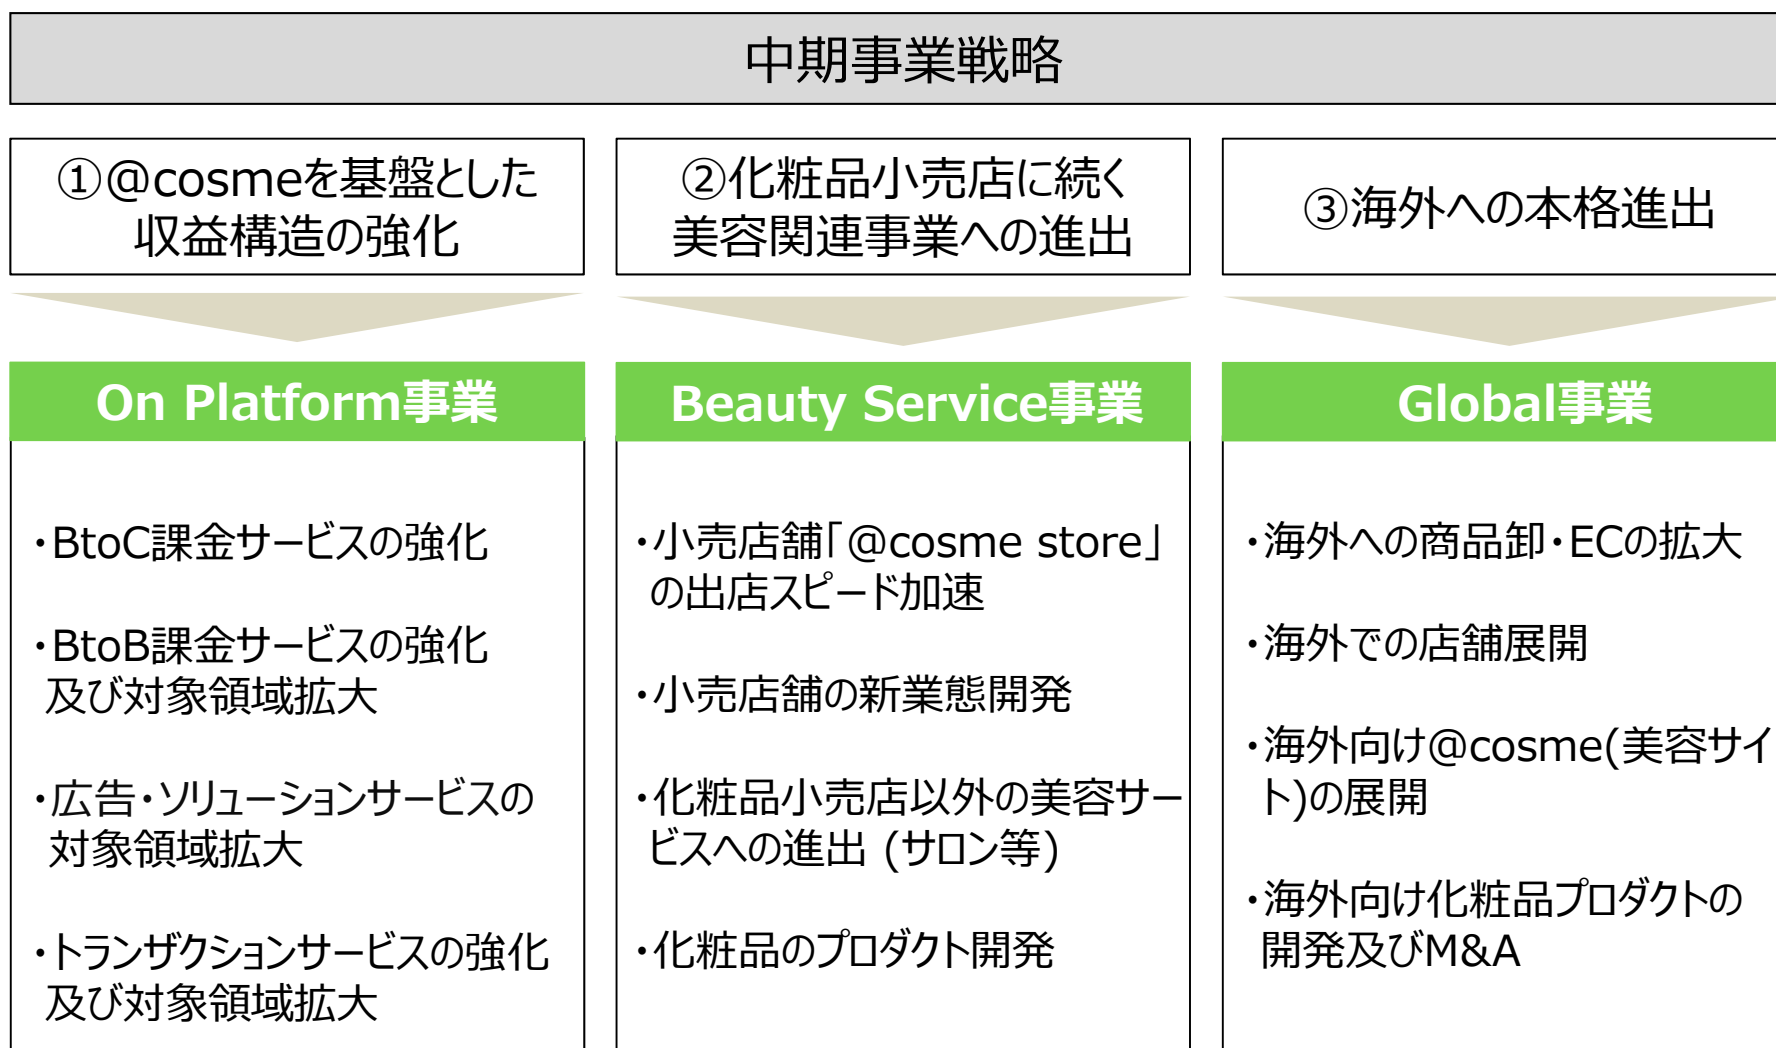 中期事業戦略
①@cosmeを基盤とした
収益構造の強化
②化粧品小売店に続く
美容関連事業への進出
③海外への本格進出
On Platform事業
・BtoC課金サービスの強化
・BtoB課金サービスの強化
及び対象領域拡大
・広告・ソリューションサービスの
対象領域拡大
・トランザクションサービスの強化
及び対象領域拡大
Beauty Service事業
・小売店舗「@cosme store」
の出店スピード加速
・小売店舗の新業態開発
・化粧品小売店以外の美容サー
ビスへの進出 (サロン等)
・化粧品のプロダクト開発
Global事業
・海外への商品卸・ECの拡大
・海外での店舗展開
・海外向け@cosme(美容サイ
ト)の展開
・海外向け化粧品プロダクトの
開発及びM&A